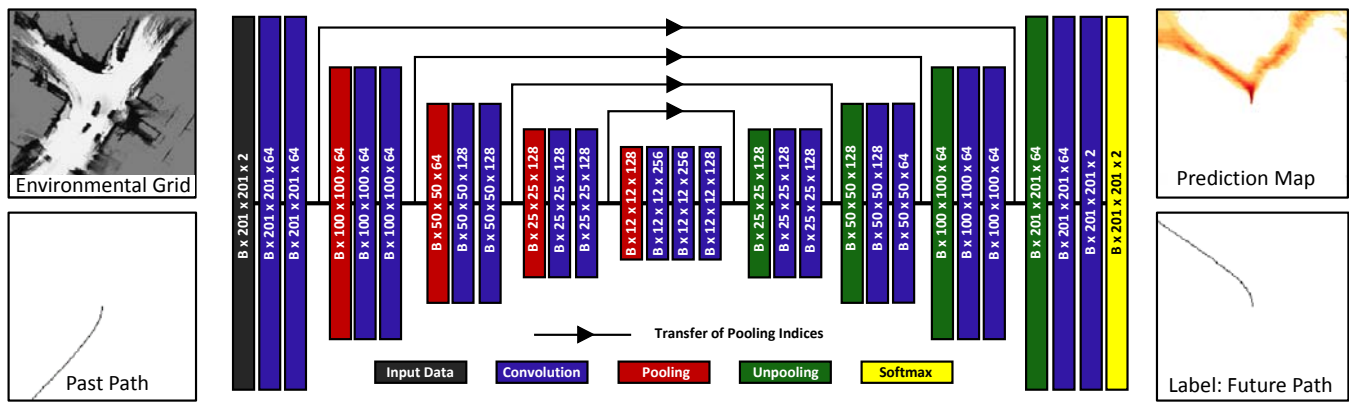 Environmental Grid
Past Path
B x 201 x 201 x 2
B x 201 x 201 x 64
B x 201 x 201 x 64
B x 100 x 100 x 64
B x 100 x 100 x 64
B x 100 x 100 x 64
B x 50 x 50 x 64
B x 50 x 50 x 128
B x 50 x 50 x 128
B x 25 x 25 x 128
B x 25 x 25 x 128
B x 25 x 25 x 128
B x 12 x 12 x 128
B x 12 x 12 x 256
B x 12 x 12 x 256
B x 12 x 12 x 128
B x 25 x 25 x 128
B x 25 x 25 x 128
B x 25 x 25 x 128
B x 50 x 50 x 128
B x 50 x 50 x 128
B x 50 x 50 x 64
B x 100 x 100 x 64
B x 100 x 100 x 64
B x 100 x 100 x 64
B x 201 x 201 x 64
B x 201 x 201 x 64
B x 201 x 201 x 2
B x 201 x 201 x 2
Transfer of Pooling Indices
Input Data
Convolution
Pooling
Unpooling
Softmax
Prediction Map
Label: Future Path